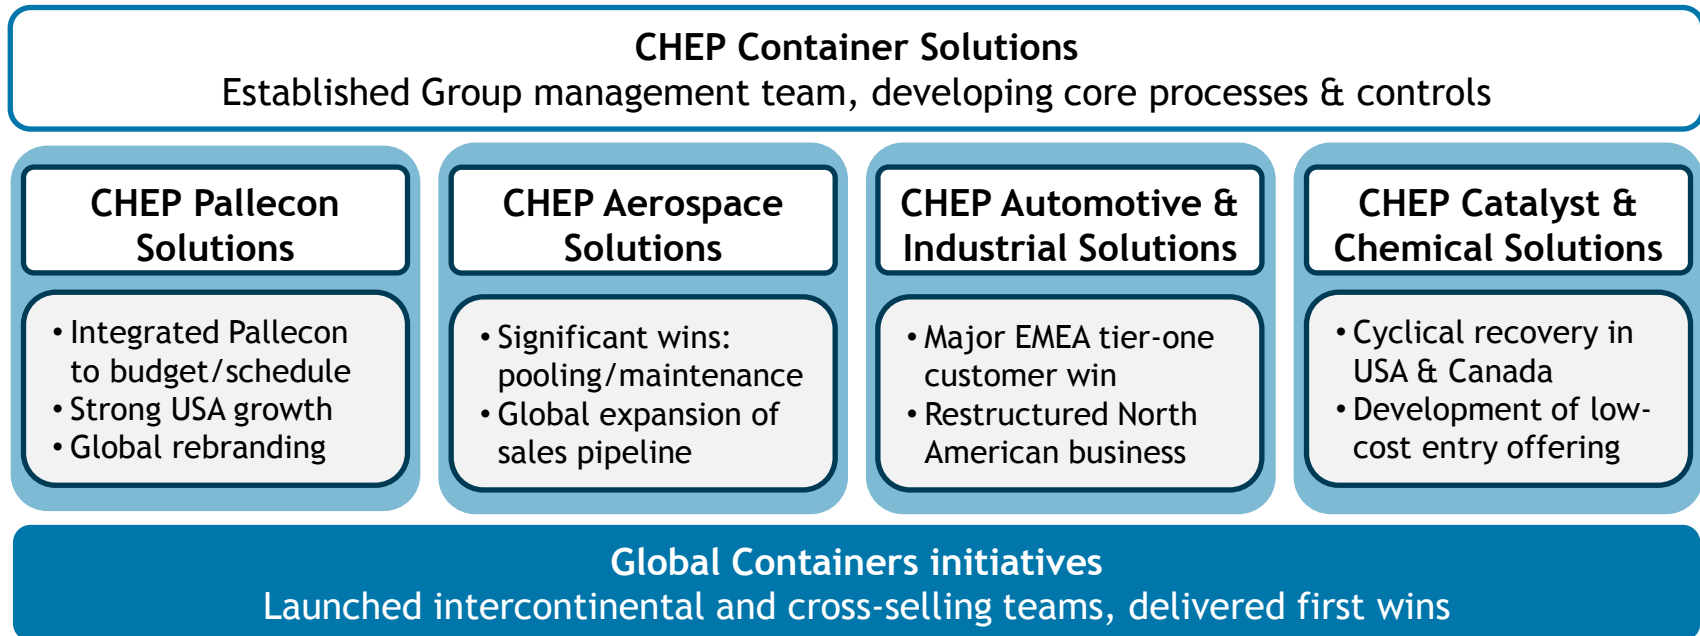 CHEP Container Solutions
Established Group management team, developing core processes & controls
CHEP Pallecon
Solutions
• Integrated Pallecon
to budget/schedule
• Strong USA growth
• Global rebranding
CHEP Aerospace
Solutions
• Significant wins:
pooling/maintenance
• Global expansion of
sales pipeline
CHEP Automotive &
Industrial Solutions
• Major EMEA tier-one
customer win
• Restructured North
American business
CHEP Catalyst &
Chemical Solutions
• Cyclical recovery in
USA & Canada
• Development of low-
cost entry offering
Global Containers initiatives
Launched intercontinental and cross-selling teams, delivered first wins